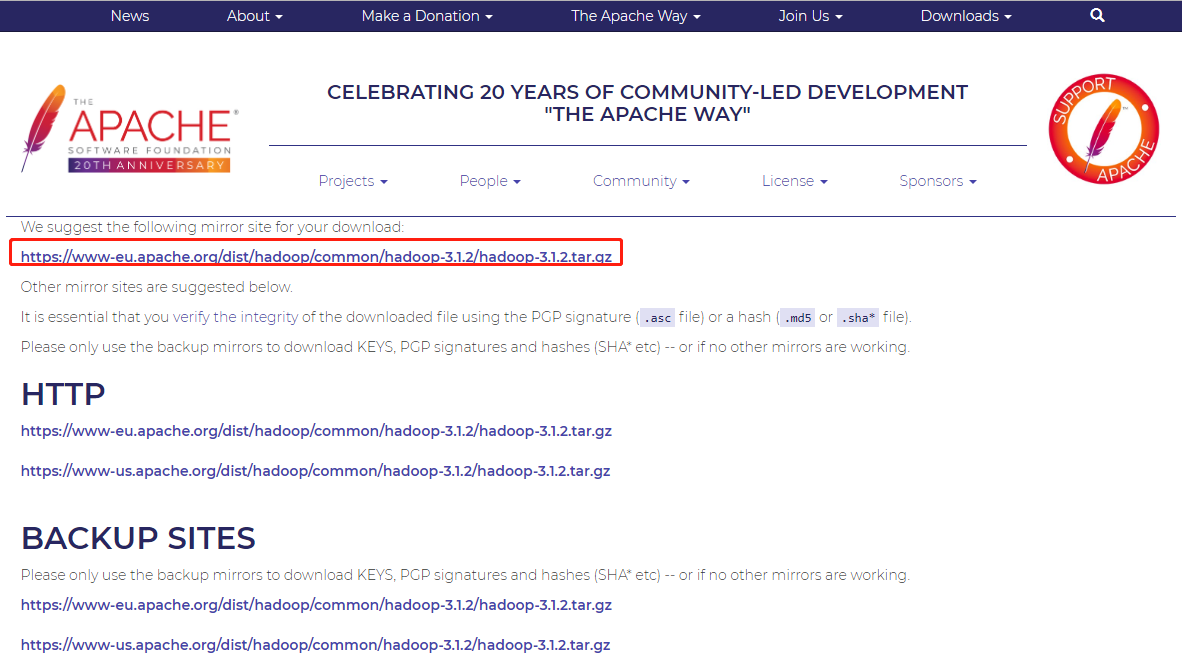 News About Make a Donation The Apache Way Join Us Downloads
THE
APACHE®
SOFTWARE FOUNDATION
20TH ANNIVERSARY
CELEBRATING 20 YEARS OF COMMUNITY-LED DEVELOPMENT
"THE APACHE WAY"
SUPPORT
APACHE
Projects People Community License Sponsors
We suggest the following mirror site for your download:
https://www-eu.apache.org/dist/hadoop/common/hadoop-3.1.2/hadoop-3.1.2.tar.gz
Other mirror sites are suggested below.
It is essential that you verify the integrity of the downloaded file using the PGP signature (.asc file) or a hash (.md5 or .sha* file).
Please only use the backup mirrors to download KEYS, PGP signatures and hashes (SHA* etc) -- or if no other mirrors are working.
HTTP
https://www-eu.apache.org/dist/hadoop/common/hadoop-3.1.2/hadoop-3.1.2.tar.gz
https://www-us.apache.org/dist/hadoop/common/hadoop-3.1.2/hadoop-3.1.2.tar.gz
BACKUP SITES
Please only use the backup mirrors to download KEYS, PGP signatures and hashes (SHA* etc) -- or if no other mirrors are working.
https://www-eu.apache.org/dist/hadoop/common/hadoop-3.1.2/hadoop-3.1.2.tar.gz
https://www-us.apache.org/dist/hadoop/common/hadoop-3.1.2/hadoop-3.1.2.tar.gz